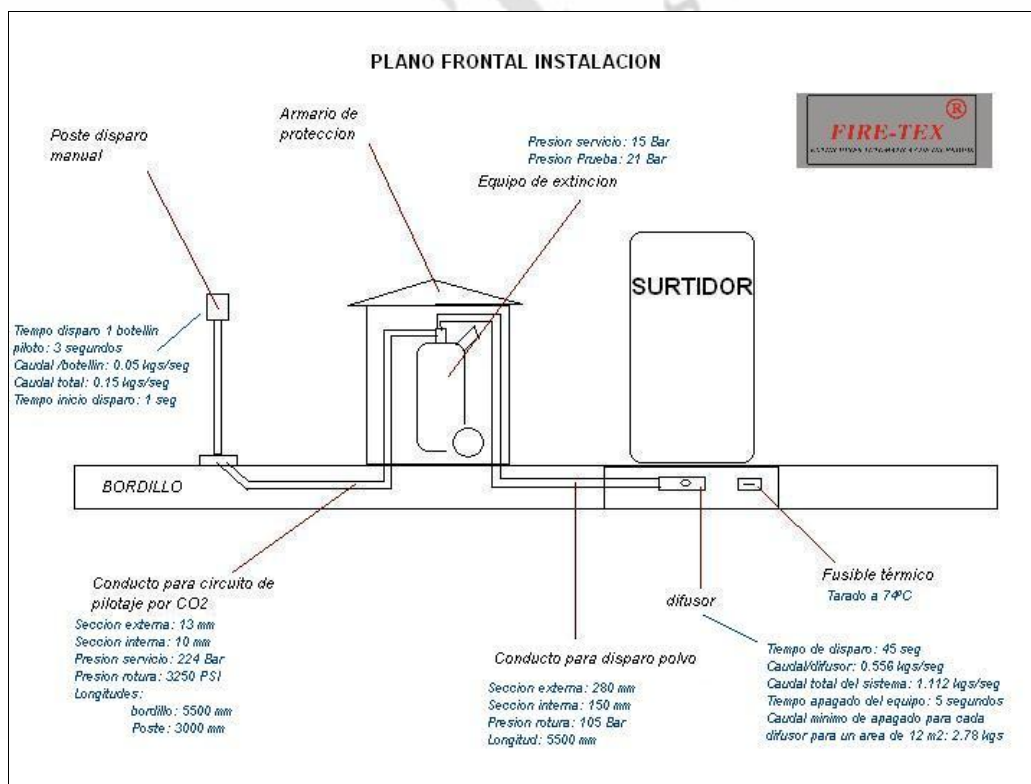 PLANO FRONTAL INSTALACION
®
FIRE-TEX
Poste disparo
manual
Armario de
proteccion
Presion servicio: 15 Bar
Presion Prueba: 21 Bar
Equipo de extincion
SURTIDOR
Tiempo disparo 1 botellin
piloto: 3 segundos
Caudal /botellin: 0.05 kgs/seg
Caudal total: 0.15 kgs/seg
Tiempo inicio disparo: 1 seg
BORDILLO
Conducto para circuito de
pilotaje por CO2
Seccion externa: 13 mm
Seccion interna: 10 mm
Presion servicio: 224 Bar
Presion rotura: 3250 PSI
Longitudes:
bordillo: 5500 mm
Poste: 3000 mm
Conducto para disparo polvo
Seccion externa: 280 mm
Seccion interna: 150 mm
Presion rotura: 105 Bar
Longitud: 5500 mm
difusor
Fusible térmico
Tarado a 74ºC
Tiempo de disparo: 45 seg
Caudal/difusor: 0.556 kgs/seg
Caudal total del sistema: 1.112 kgs/seg
Tiempo apagado del equipo: 5 segundos
Caudal minimo de apagado para cada
difusor para un area de 12 m2: 2.78 kgs